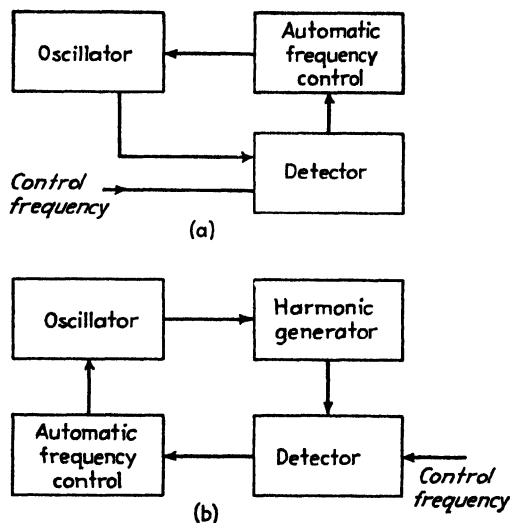 Oscillator
Automatic
frequency
control
Detector
Control
frequency
(a)
Oscillator
Harmonic
generator
Automatic
frequency
control
Detector
Control
frequency
(b)